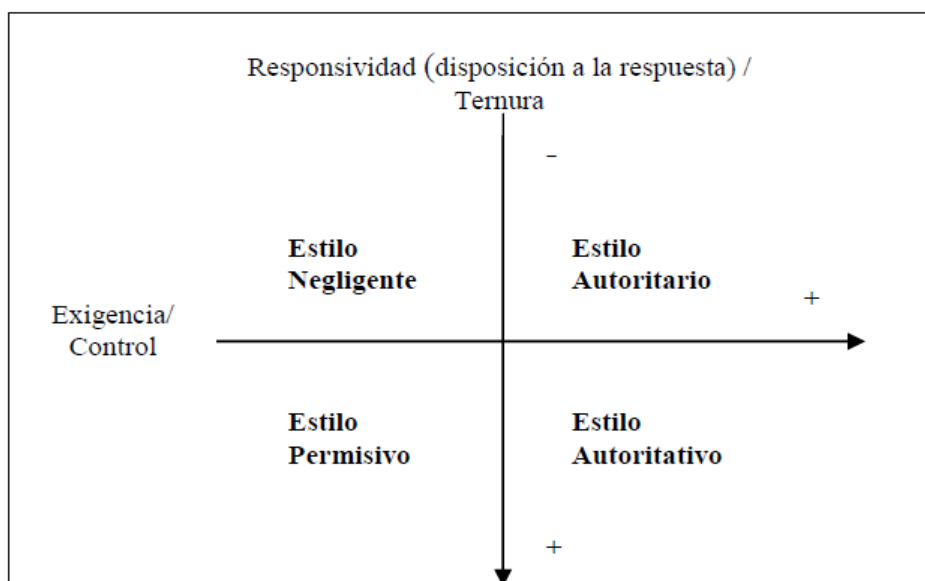 Responsividad (disposición a la respuesta) /
Ternura
-
Estilo
Negligente
Estilo
Autoritario
+
Exigencia/
Control
Estilo
Permisivo
Estilo
Autoritativo
+